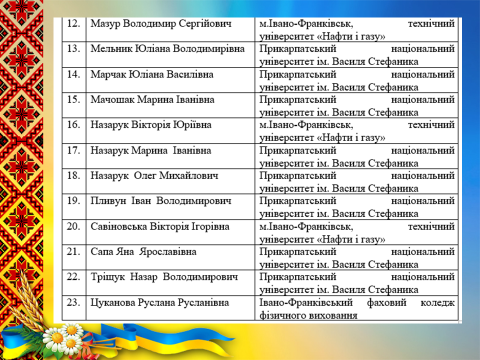 12. Мазур Володимир Сергійович м.Івано-Франківськ, технічний
університет «Нафти і газу»
13. Мельник Юліана Володимирівна Прикарпатський національний
університет ім. Василя Стефаника
14. Марчак Юліана Василівна Прикарпатський національний
університет ім. Василя Стефаника
15. Мачошак Марина Іванівна Прикарпатський національний
університет ім. Василя Стефаника
16. Назарук Вікторія Юріївна м.Івано-Франківськ, технічний
університет «Нафти і газу»
17. Назарук Марина Іванівна Прикарпатський національний
університет ім. Василя Стефаника
18. Назарук Олег Михайлович Прикарпатський національний
університет ім. Василя Стефаника
19. Пливун Іван Володимирович Прикарпатський національний
університет ім. Василя Стефаника
20. Савіновська Вікторія Ігорівна м.Івано-Франківськ, технічний
університет «Нафти і газу»
21. Сапа Яна Ярославівна Прикарпатський національний
університет ім. Василя Стефаника
22. Тріщук Назар Володимирович Прикарпатський національний
університет ім. Василя Стефаника
23. Цуканова Руслана Русланівна Івано-Франківський фаховий коледж
фізичного виховання